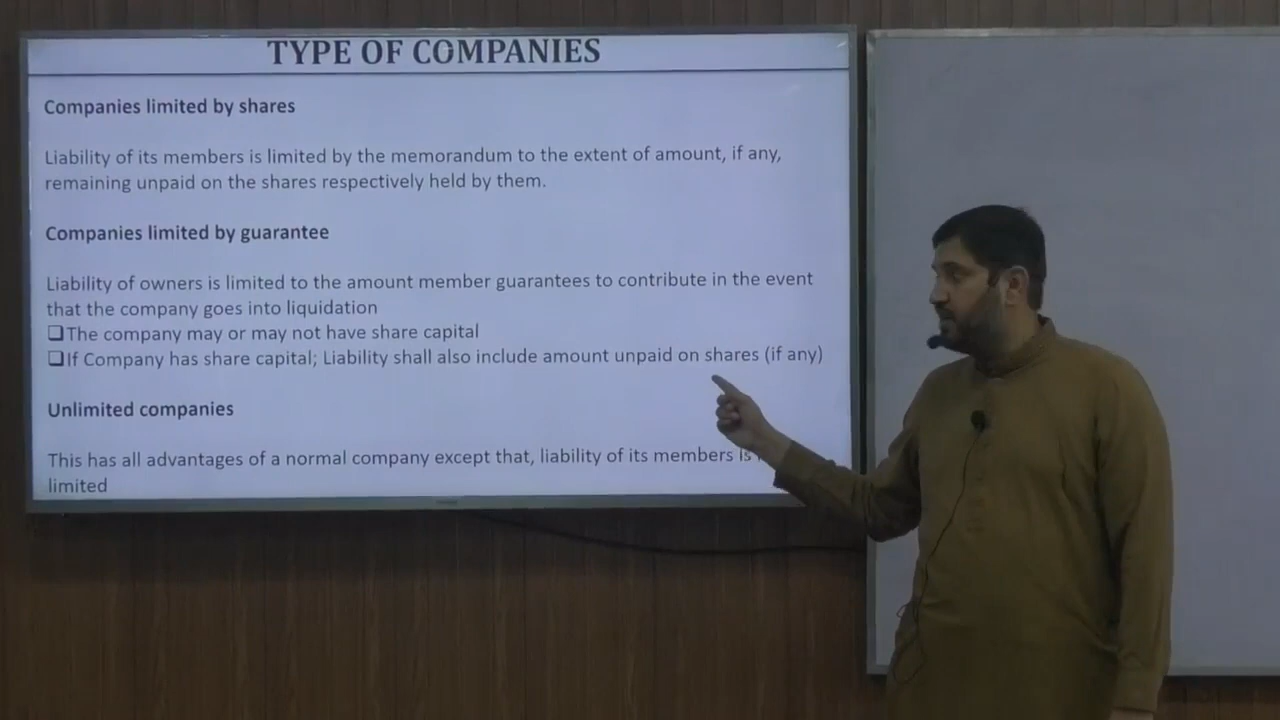 TYPE OF COMPANIES
Companies limited by shares
Liability of its members is limited by the memorandum to the extent of amount, if any,
remaining unpaid on the shares respectively held by them.
Companies limited by guarantee
Liability of owners is limited to the amount member guarantees to contribute in the event
that the company goes into liquidation
❑The company may or may not have share capital
❑If Company has share capital; Liability shall also include amount unpaid on shares (if any)
Unlimited companies
This has all advantages of a normal company except that, liability of its members is
limited